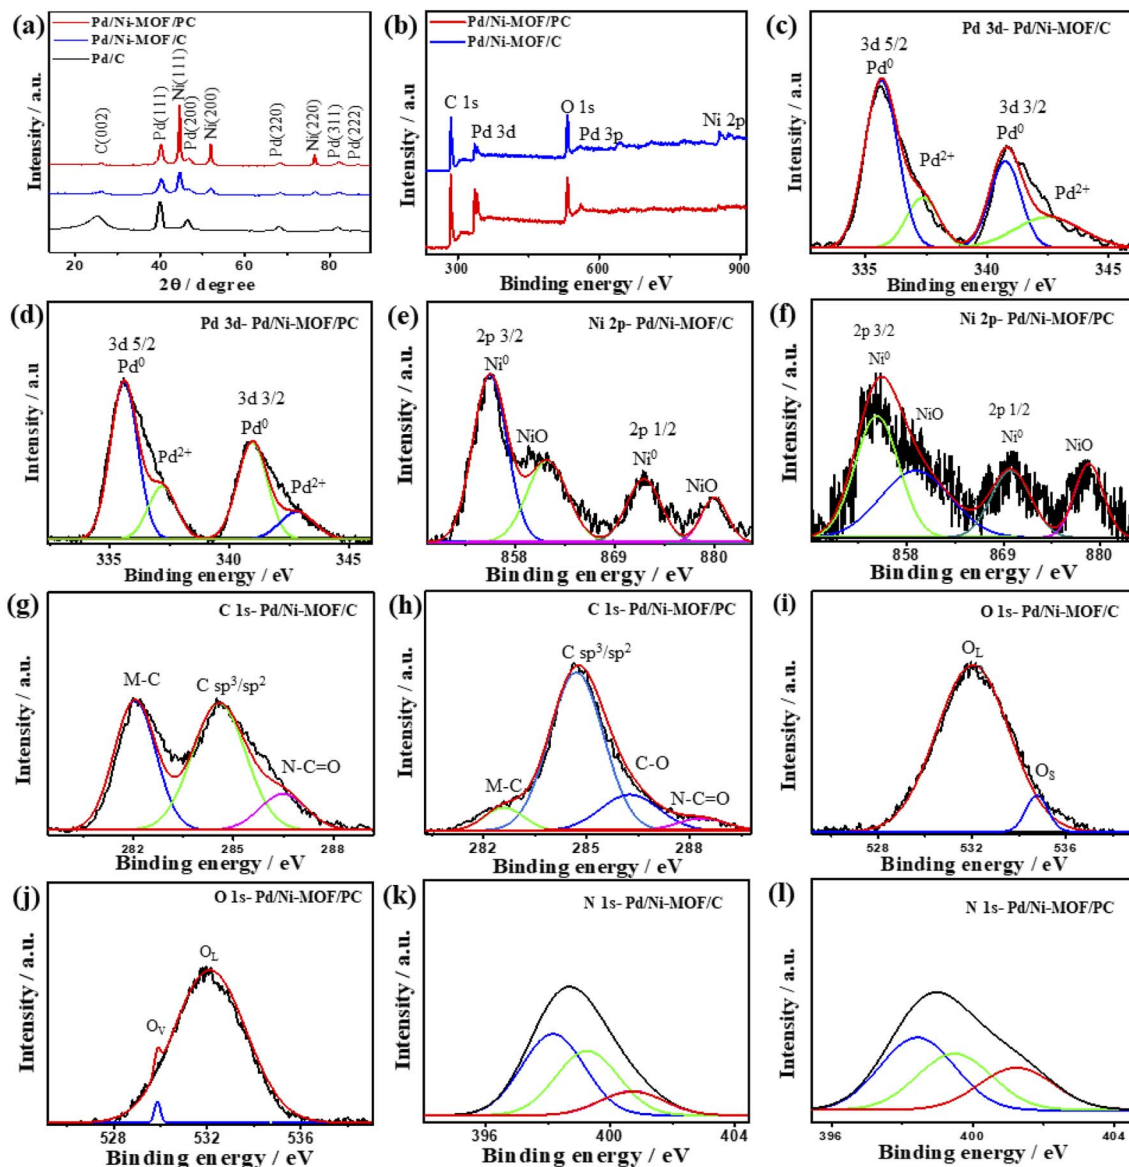 (a)
Pd/Ni-MOF/PC
Pd/Ni-MOF/C
Pd/C
C(002)
Pd(111)
Ni(111)
Pd(200)
Ni(200)
Pd(220)
Ni(220)
Pd(311)
Pd(222)
Intensity / a.u
20 40 60 80
2θ / degree
(b)
Pd/Ni-MOF/PC
Pd/Ni-MOF/C
C 1s
Pd 3d
O 1s
Pd 3p
Ni 2p
Intensity / a.u.
300 600 900
Binding energy / eV
(c)
Pd 3d- Pd/Ni-MOF/C
3d 5/2
Pd⁰
3d 3/2
Pd⁰
Pd²⁺
Pd²⁺
Intensity / a.u.
335 340 345
Binding energy / eV
(d)
Pd 3d- Pd/Ni-MOF/PC
3d 5/2
Pd⁰
3d 3/2
Pd⁰
Pd²⁺
Pd²⁺
Intensity / a.u
335 340 345
Binding energy / eV
(e)
Ni 2p- Pd/Ni-MOF/C
2p 3/2
Ni⁰
NiO
2p 1/2
Ni⁰
NiO
Intensity / a.u.
858 869 880
Binding energy / eV
(f)
Ni 2p- Pd/Ni-MOF/PC
2p 3/2
Ni⁰
NiO
2p 1/2
Ni⁰
NiO
Intensity / a.u.
858 869 880
Binding energy / eV
(g)
C 1s- Pd/Ni-MOF/C
M-C
C sp³/sp²
N-C=O
Intensity / a.u.
282 285 288
Binding energy / eV
(h)
C 1s- Pd/Ni-MOF/PC
C sp³/sp²
M-C
C-O
N-C=O
Intensity / a.u.
282 285 288
Binding energy / eV
(i)
O 1s- Pd/Ni-MOF/C
O_L
O_S
Intensity / a.u.
528 532 536
Binding energy / eV
(j)
O 1s- Pd/Ni-MOF/PC
O_L
O_V
Intensity / a.u.
528 532 536
Binding energy / eV
(k)
N 1s- Pd/Ni-MOF/C
Intensity / a.u.
396 400 404
Binding energy / eV
(l)
N 1s- Pd/Ni-MOF/PC
Intensity / a.u.
396 400 404
Binding energy / eV